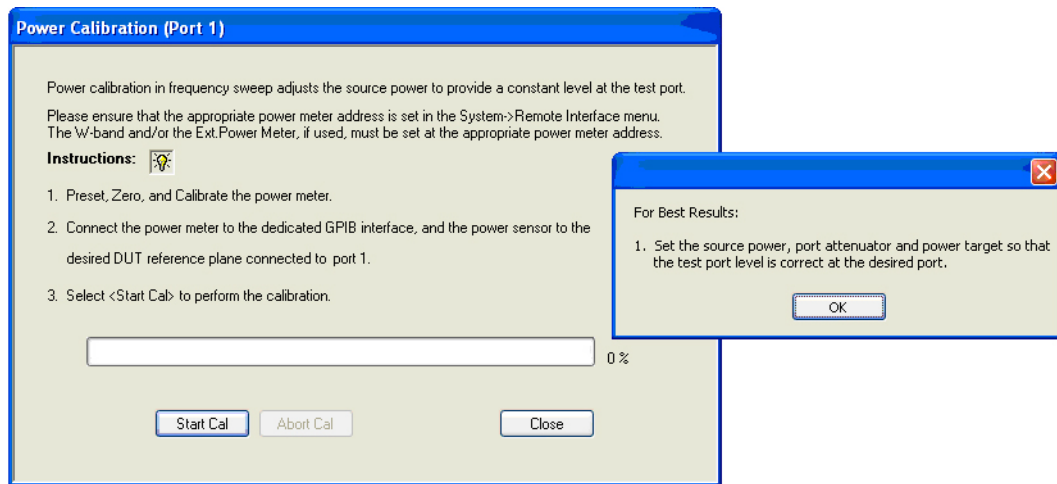 Power Calibration (Port 1)
Power calibration in frequency sweep adjusts the source power to provide a constant level at the test port.
Please ensure that the appropriate power meter address is set in the System->Remote Interface menu.
The W-band and/or the Ext.Power Meter, if used, must be set at the appropriate power meter address.
Instructions:
1. Preset, Zero, and Calibrate the power meter.
2. Connect the power meter to the dedicated GPIB interface, and the power sensor to the
desired DUT reference plane connected to port 1.
3. Select <Start Cal> to perform the calibration.
0 %
Start Cal
Abort Cal
Close
For Best Results:
1. Set the source power, port attenuator and power target so that
the test port level is correct at the desired port.
OK